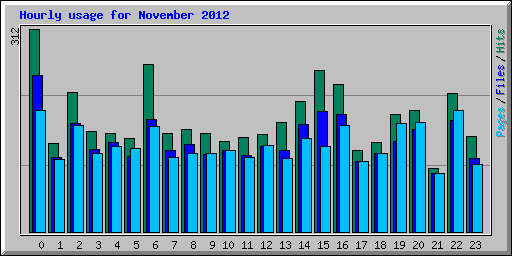 Hourly usage for November 2012
312
Pages / Files / Hits
0 1 2 3 4 5 6 7 8 9 10 11 12 13 14 15 16 17 18 19 20 21 22 23